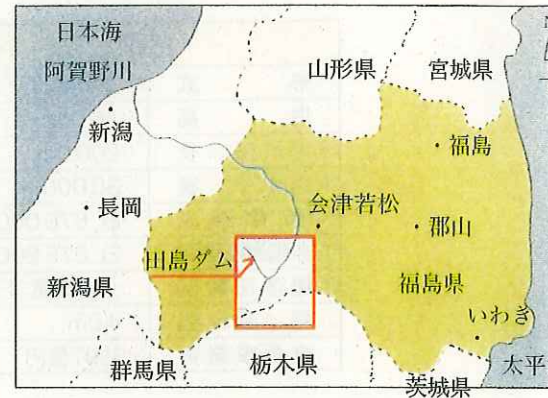 日本海
阿賀野川
山形県
宮城県
新潟
福島
長岡
会津若松
郡山
田島ダム
新潟県
福島県
いわき
群馬県
栃木県
茨城県
太平